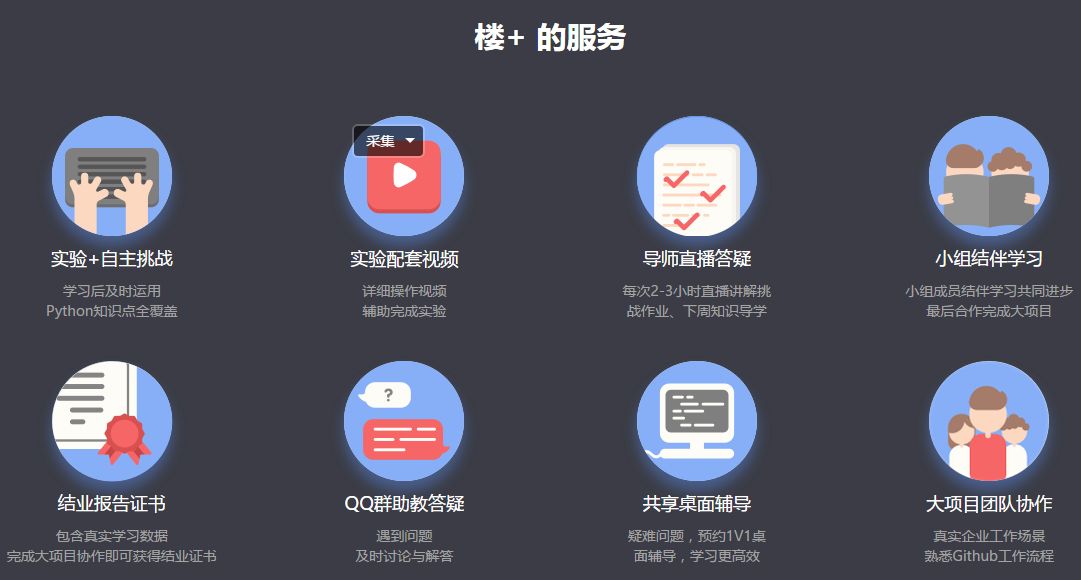 楼+ 的服务
采集
实验+自主挑战
学习后及时运用
Python知识点全覆盖
实验配套视频
详细操作视频
辅助完成实验
导师直播答疑
每次2-3小时直播讲解挑
战作业、下周知识导学
小组结伴学习
小组成员结伴学习共同进步
最后合作完成大项目
结业报告证书
包含真实学习数据
完成大项目协作即可获得结业证书
?
QQ群助教答疑
遇到问题
及时讨论与解答
共享桌面辅导
疑难问题，预约1V1桌
面辅导，学习更高效
大项目团队协作
真实企业工作场景
熟悉Github工作流程